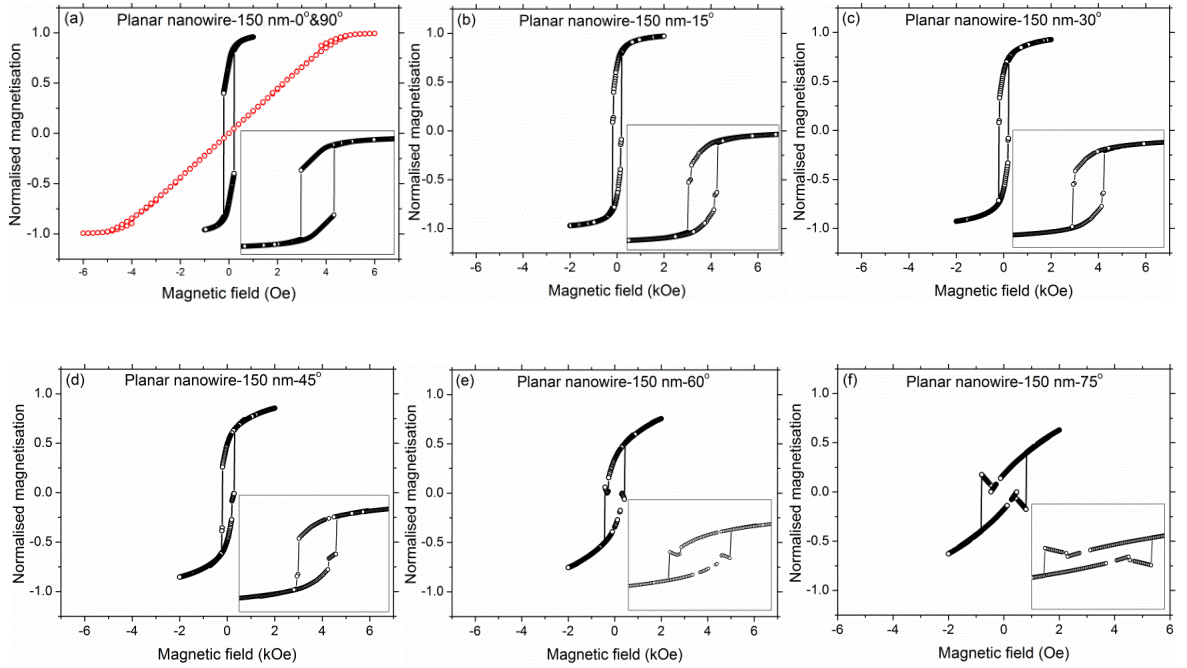 (a) Planar nanowire-150 nm-0°&90°
1.0
0.5
0.0
-0.5
-1.0
Normalised magnetisation
-6 -4 -2 0 2 4 6
Magnetic field (Oe)
(b) Planar nanowire-150 nm-15°
1.0
0.5
0.0
-0.5
-1.0
Normalised magnetisation
-6 -4 -2 0 2 4 6
Magnetic field (kOe)
(c) Planar nanowire-150 nm-30°
1.0
0.5
0.0
-0.5
-1.0
Normalised magnetisation
-6 -4 -2 0 2 4 6
Magnetic field (kOe)
(d) Planar nanowire-150 nm-45°
1.0
0.5
0.0
-0.5
-1.0
Normalised magnetisation
-6 -4 -2 0 2 4 6 8
Magnetic field (kOe)
(e) Planar nanowire-150 nm-60°
1.0
0.5
0.0
-0.5
-1.0
Normalised magnetisation
-6 -4 -2 0 2 4 6 8
Magnetic field (kOe)
(f) Planar nanowire-150 nm-75°
1.0
0.5
0.0
-0.5
-1.0
Normalised magnetisation
-6 -4 -2 0 2 4 6
Magnetic field (Oe)